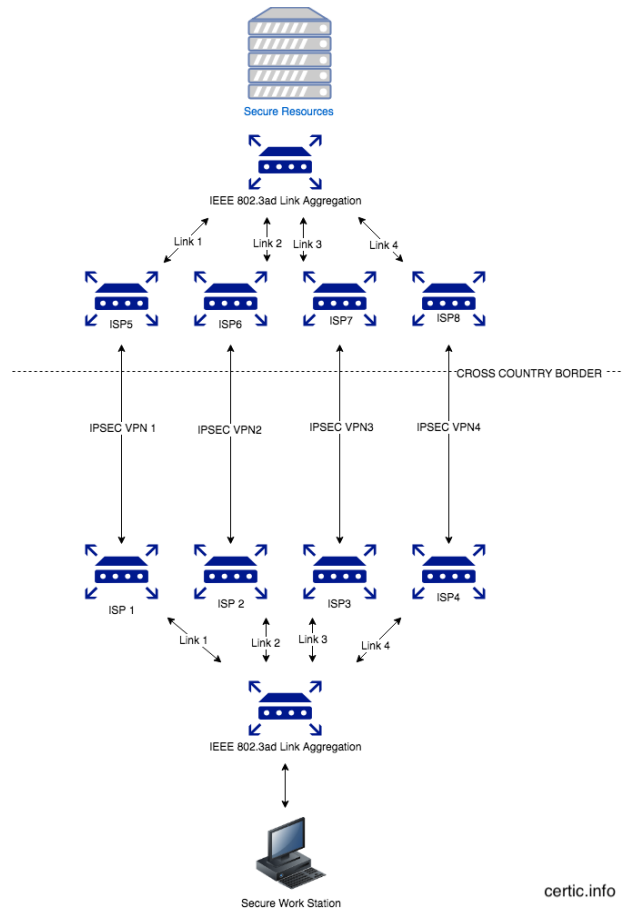 Secure Resources
IEEE 802.3ad Link Aggregation
Link 1
Link 2
Link 3
Link 4
ISP5
ISP6
ISP7
ISP8
CROSS COUNTRY BORDER
IPSEC VPN 1
IPSEC VPN2
IPSEC VPN3
IPSEC VPN4
ISP 1
ISP 2
ISP3
ISP4
Link 1
Link 2
Link 3
Link 4
IEEE 802.3ad Link Aggregation
Secure Work Station
certic.info